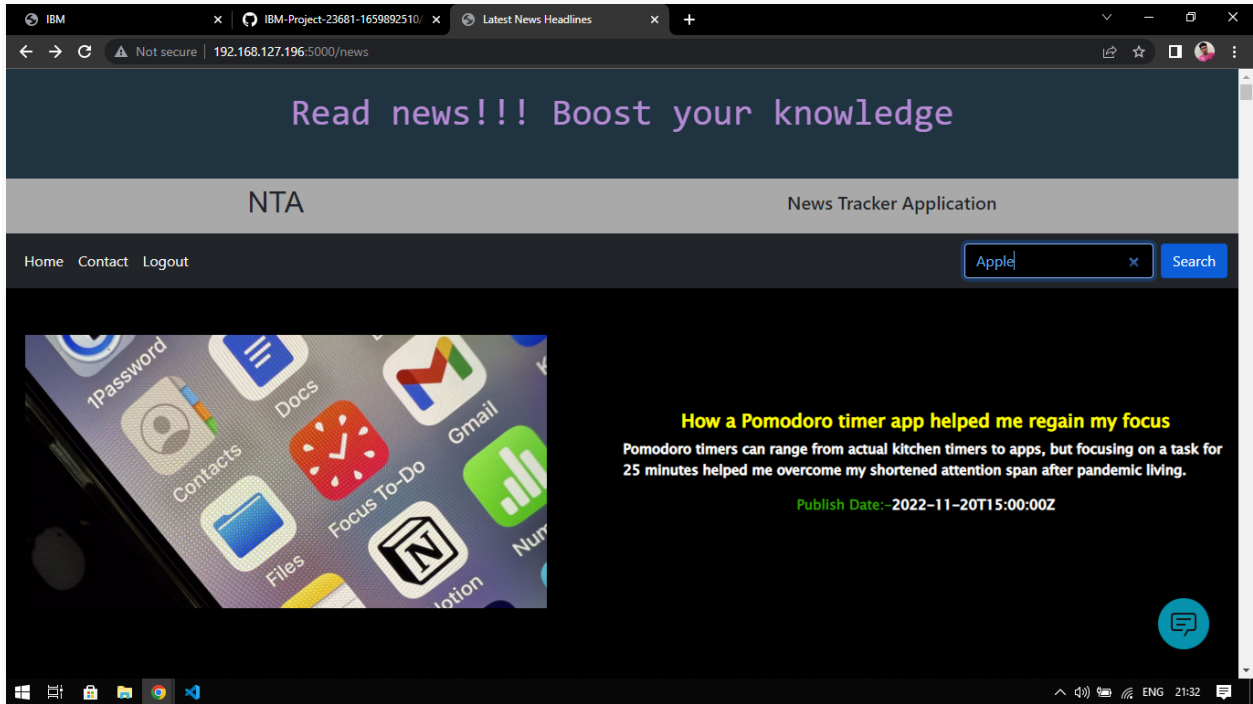 IBM
IBM-Project-23681-1659892510/
Latest News Headlines
Not secure | 192.168.127.196:5000/news
Read news!!! Boost your knowledge
NTA
News Tracker Application
Home Contact Logout
Apple
Search
1Password
Docs
Gmail
Contacts
Focus To-Do
Files
Notion
Num
How a Pomodoro timer app helped me regain my focus
Pomodoro timers can range from actual kitchen timers to apps, but focusing on a task for
25 minutes helped me overcome my shortened attention span after pandemic living.
Publish Date:-2022-11-20T15:00:00Z
ENG 21:32